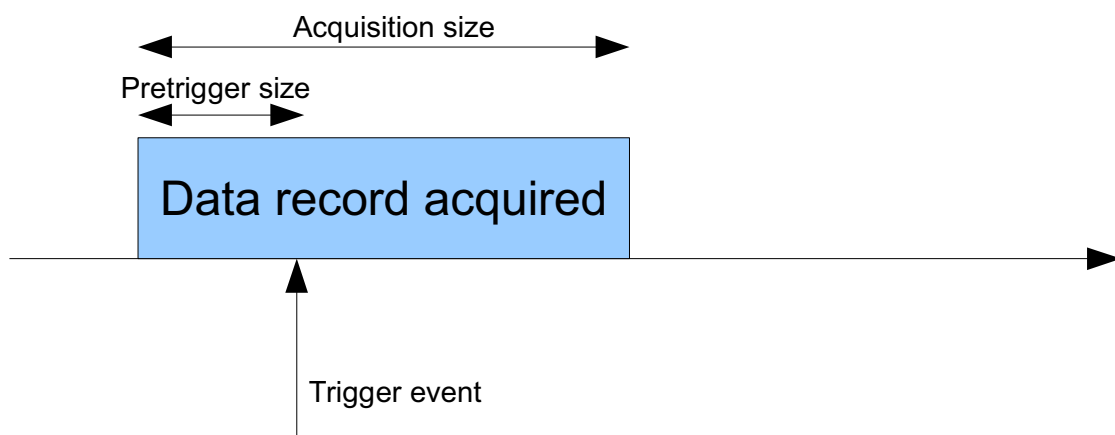 Acquisition size
Pretrigger size
Data record acquired
Trigger event